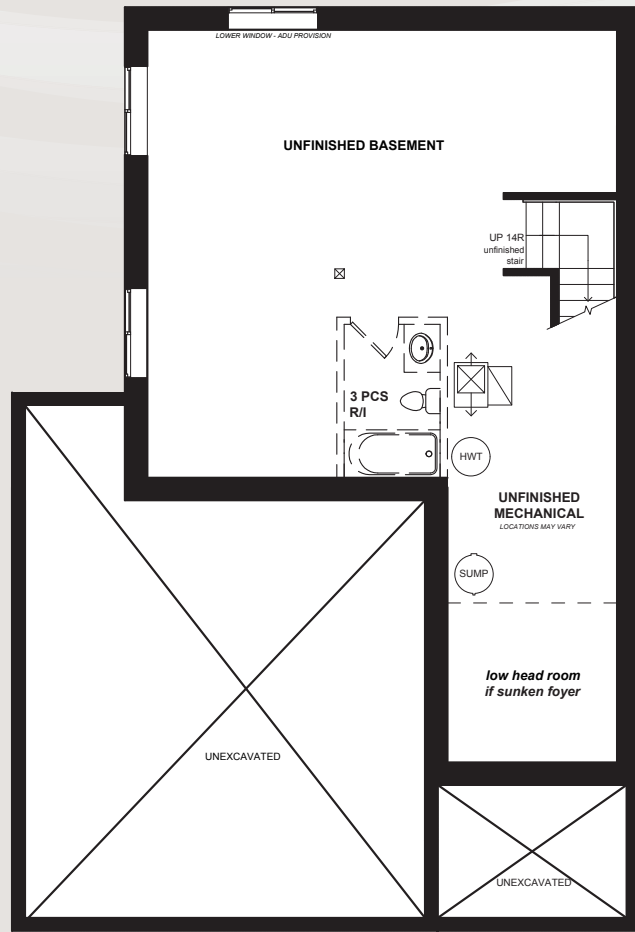 LOWER WINDOW - ADU PROVISION
UNFINISHED BASEMENT
UP 14R
unfinished
stair
3 PCS
R/I
HWT
UNFINISHED
MECHANICAL
LOCATIONS MAY VARY
SUMP
low head room
if sunken foyer
UNEXCAVATED
UNEXCAVATED